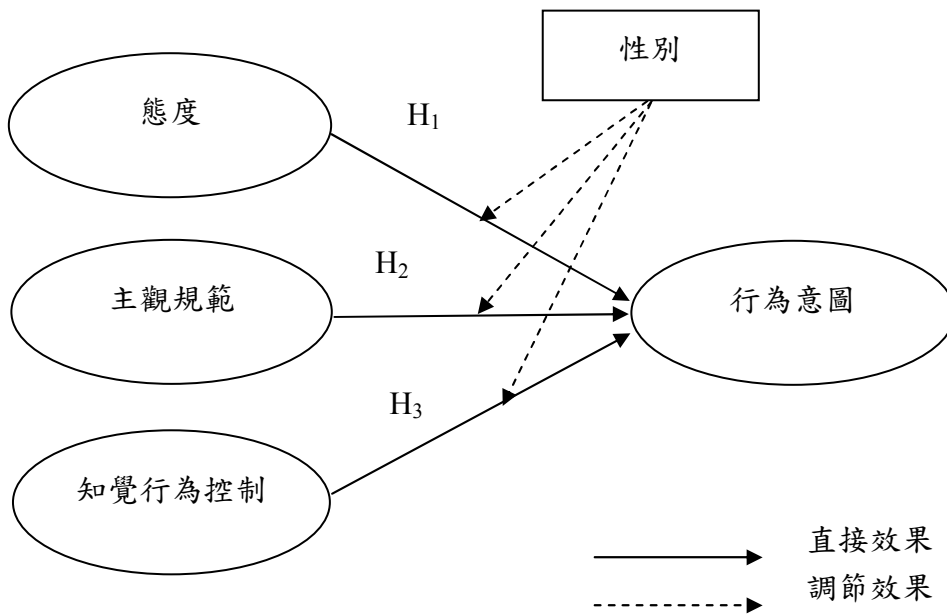 性別
態度
H₁
H₂
主觀規範
行為意圖
H₃
知覺行為控制
直接效果
調節效果